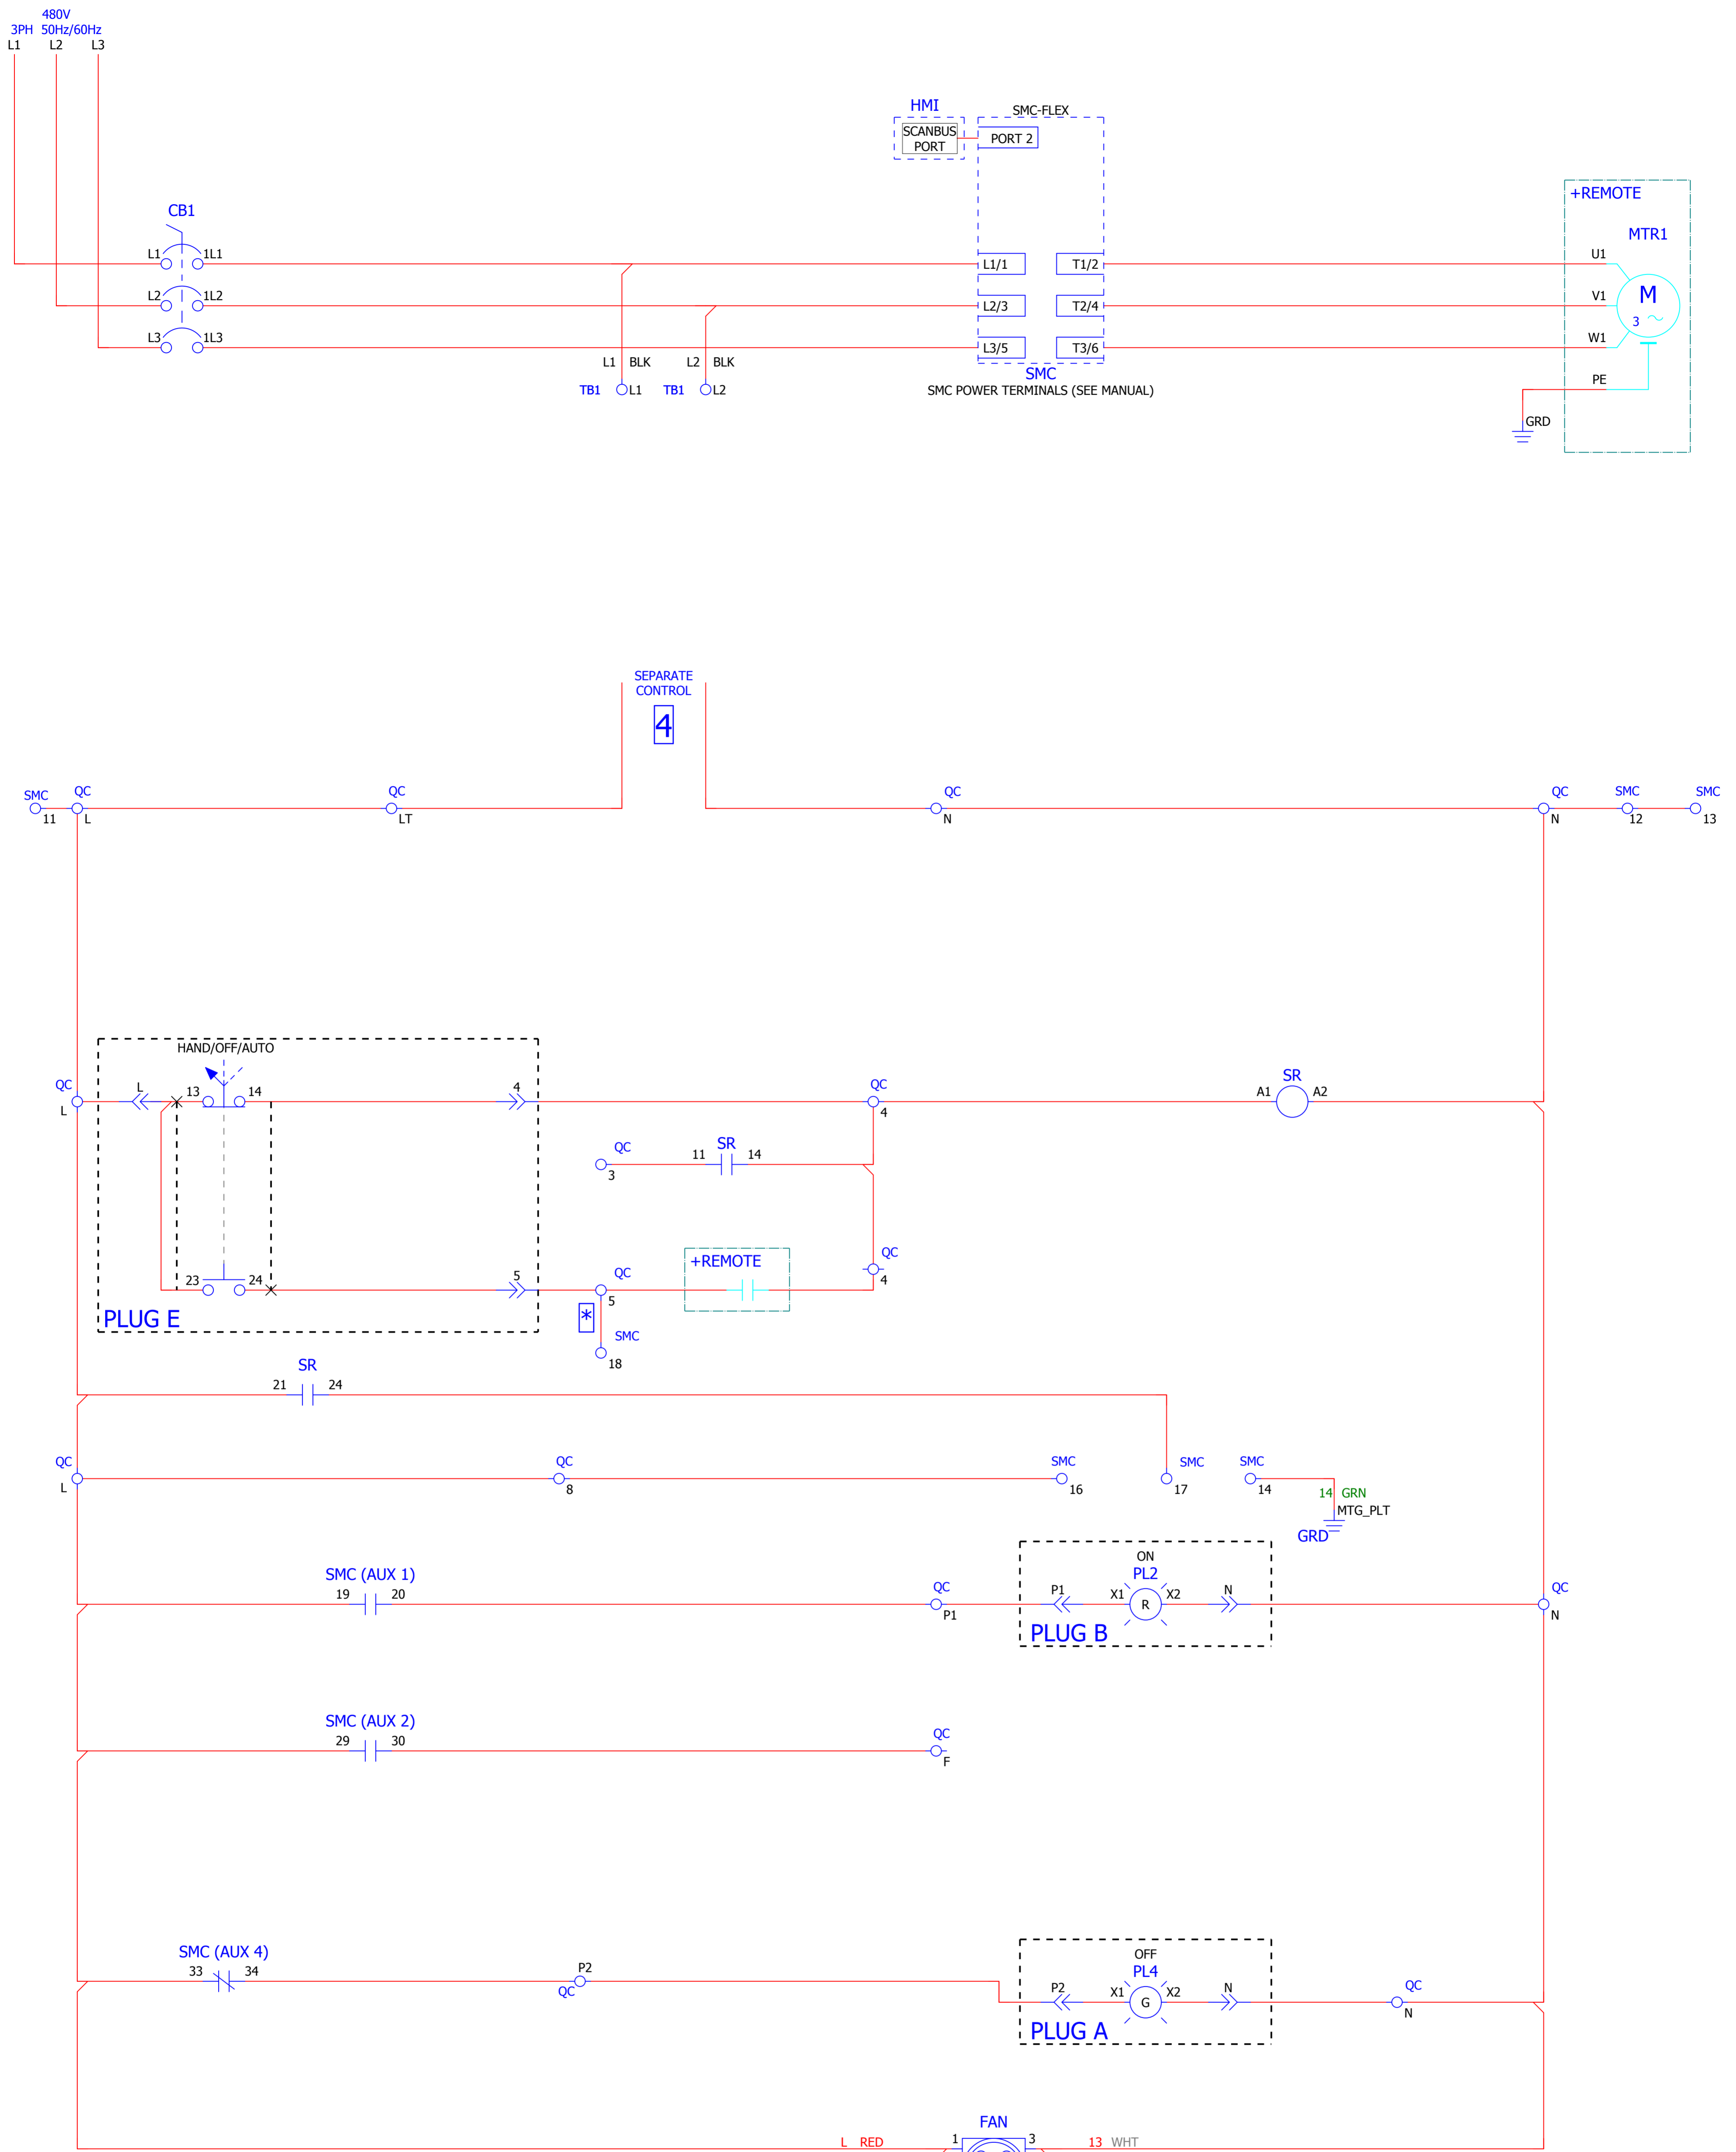 480V
3PH 50Hz/60Hz
L1 L2 L3
HMI
SCANBUS
PORT
SMC-FLEX
PORT 2
+REMOTE
MTR1
CB1
L1 1L1
L2 1L2
L3 1L3
L1/1 T1/2
L2/3 T2/4
L3/5 T3/6
U1
V1
W1
PE
M
3
GRD
L1 BLK L2 BLK
TB1 L1 TB1 L2
SMC
SMC POWER TERMINALS (SEE MANUAL)
SEPARATE
CONTROL
4
SMC QC QC QC QC SMC SMC
11 L LT N N 12 13
HAND/OFF/AUTO
QC L 13 14 4 QC SR
L 4 A1 A2
QC SR
3 11 14
+REMOTE
QC
4
23 24 5 QC
5
PLUG E
*
SMC
18
SR
21 24
QC QC SMC SMC SMC
L 8 16 17 14
14 GRN
MTG_PLT
GRD
SMC (AUX 1)
19 20
QC
P1
ON
PL2
P1 X1 R X2 N
PLUG B
QC
N
SMC (AUX 2)
29 30
QC
F
SMC (AUX 4)
33 34
P2
QC
OFF
PL4
P2 X1 G X2 N
PLUG A
QC
N
FAN
L RED 1 3 13 WHT